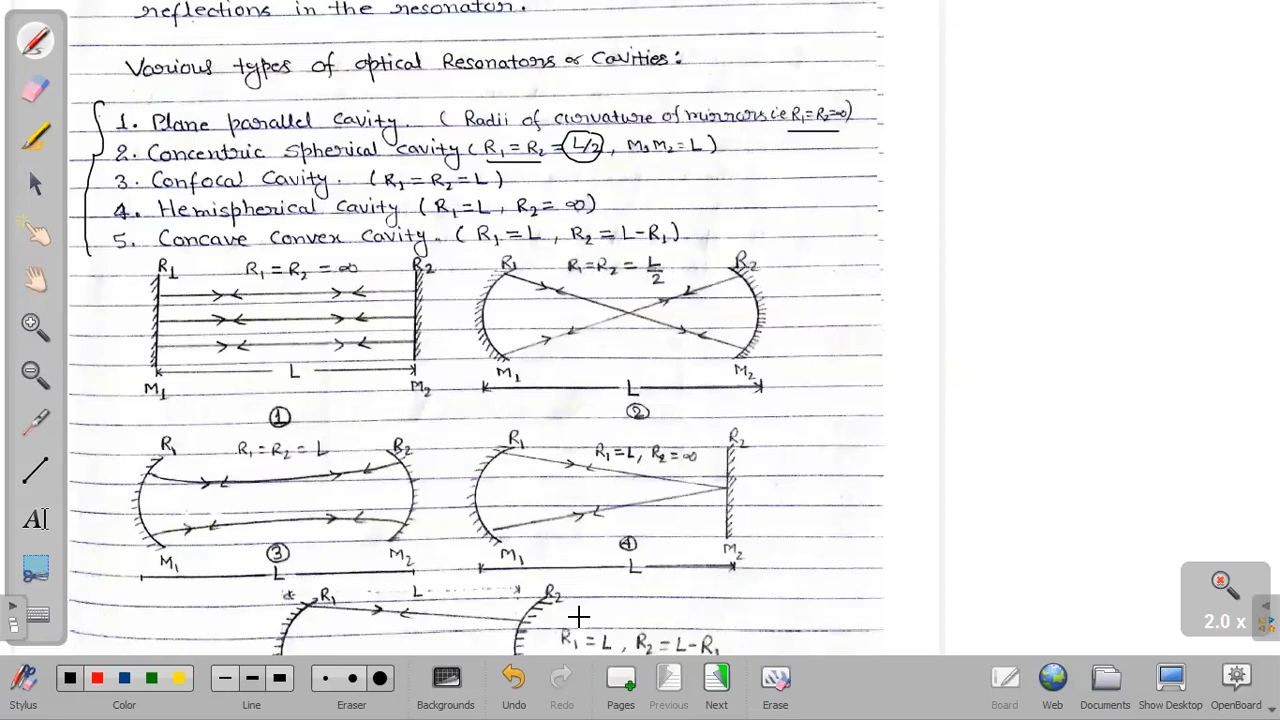 reflections in the resonator.
Various types of optical Resonators or Cavities:
1. Plane parallel cavity. ( Radii of curvature of mirrors i.e R₁=R₂=∞)
2. Concentric spherical cavity ( R₁ = R₂ = L/2 , M₁M₂ = L )
3. Confocal Cavity. (R₁ = R₂ = L )
4. Hemispherical cavity ( R₁ = L , R₂ = ∞ )
5. Concave Convex cavity. ( R₁ = L , R₂ = L-R₁ )
R₁ R₁ = R₂ = ∞ R₂
L
M₁ M₂
①
R₁ R₁=R₂ = L/2 R₂
M₁ M₂
L
②
R₁ R₁ = R₂ = L R₂
③
M₁ M₂
L
R₁ R₁=L, R₂=∞ R₂
④
M₁ M₂
L
R₁ L R₂
R₁ = L , R₂ = L-R₁
2.0 x
Stylus Color Line Eraser Backgrounds Undo Redo Pages Previous Next Erase Board Web Documents Show Desktop OpenBoard